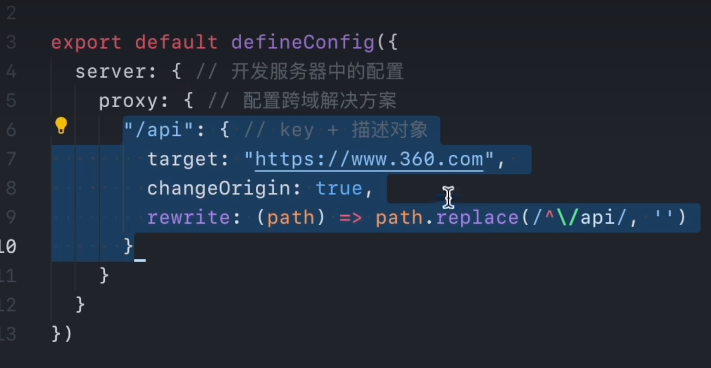 2
3 export default defineConfig({
4 server: { // 开发服务器中的配置
5 proxy: { // 配置跨域解决方案
6 "/api": { // key + 描述对象
7 target: "https://www.360.com",
8 changeOrigin: true,
9 rewrite: (path) => path.replace(/^\/api/, '')
10 }
11 }
12 }
13 })